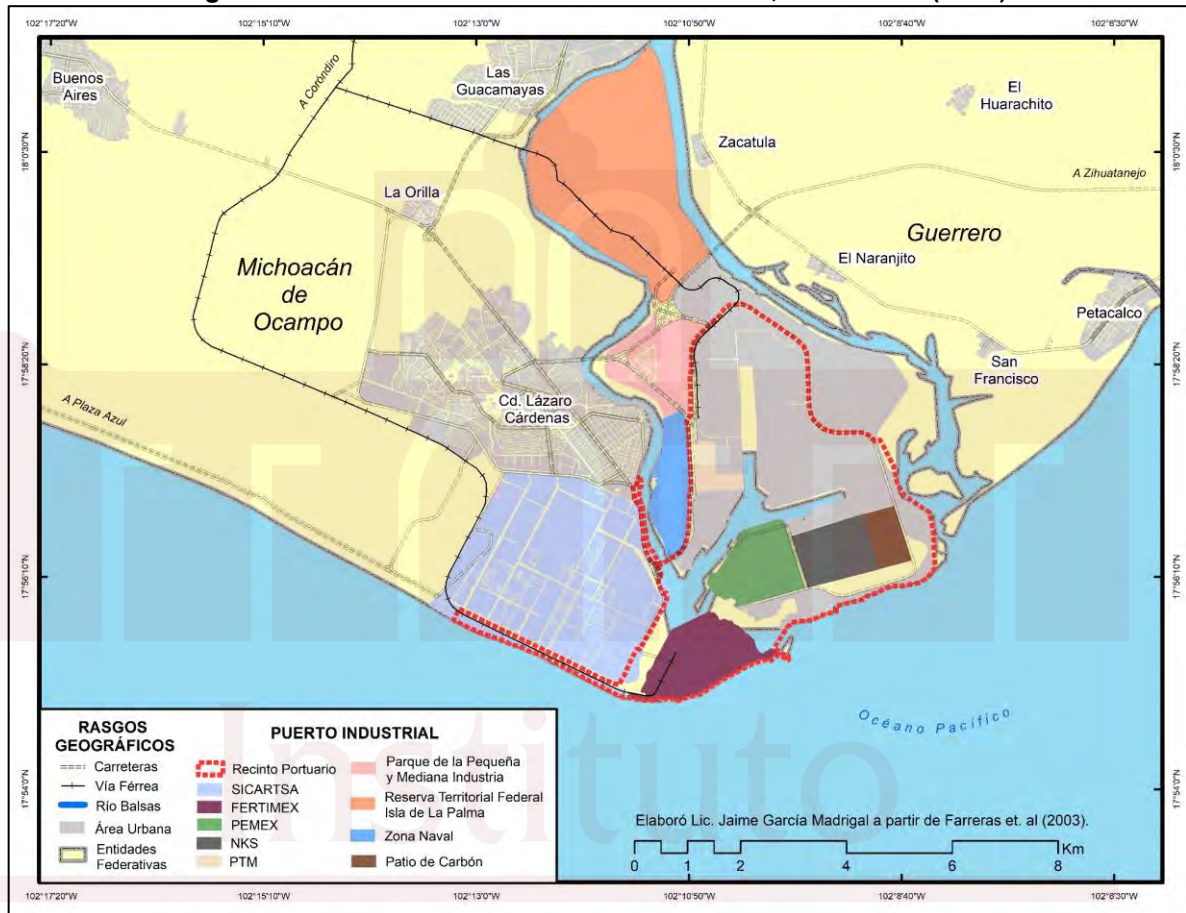 102°17'20"W 102°15'10"W 102°13'0"W 102°10'50"W 102°8'40"W 102°8'30"W
Buenos
Aires
A Coróndiro
Las
Guacamayas
El
Huarachito
Zacatula
18°0'30"N
18°0'30"N
A Zihuatanejo
La Orilla
Guerrero
Michoacán
de
Ocampo
El Naranjito
Petacalco
San
Francisco
17°58'20"N
17°58'20"N
A Plaza Azul
Cd. Lázaro
Cárdenas
17°56'10"N
17°56'10"N
Océano Pacífico
17°54'0"N
17°54'0"N
RASGOS
GEOGRÁFICOS
Carreteras
Vía Férrea
Río Balsas
Área Urbana
Entidades
Federativas
PUERTO INDUSTRIAL
Recinto Portuario
SICARTSA
FERTIMEX
PEMEX
NKS
PTM
Parque de la Pequeña
y Mediana Industria
Reserva Territorial Federal
Isla de La Palma
Zona Naval
Patio de Carbón
Elaboró Lic. Jaime García Madrigal a partir de Farreras et. al (2003).
0 1 2 4 6 8 Km
102°17'20"W 102°15'10"W 102°13'0"W 102°10'50"W 102°8'40"W 102°8'30"W
Instituto